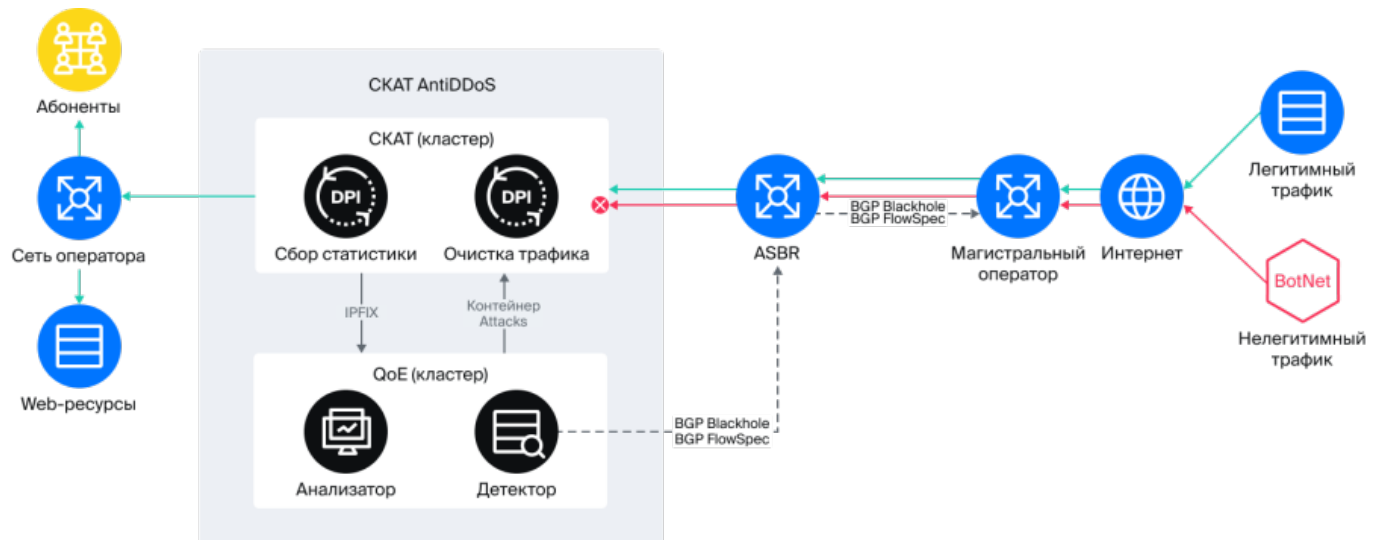 Абоненты
Сеть оператора
Web-ресурсы
СКАТ AntiDDoS
СКАТ (кластер)
DPI
Сбор статистики
DPI
Очистка трафика
IPFIX
Контейнер
Attacks
QoE (кластер)
Анализатор
Детектор
BGP Blackhole
BGP FlowSpec
ASBR
BGP Blackhole
BGP FlowSpec
Магистральный
оператор
Интернет
Легитимный
трафик
BotNet
Нелегитимный
трафик